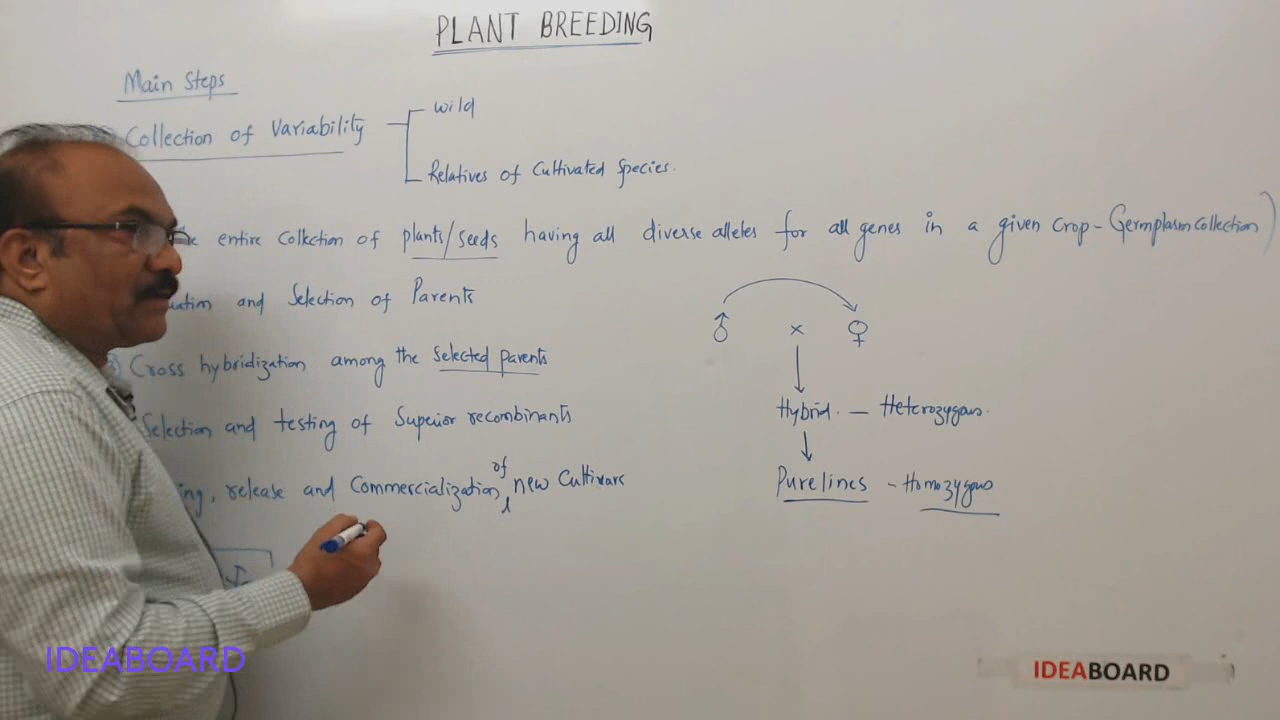 PLANT BREEDING
Main Steps
Collection of Variability
wild
Relatives of Cultivated Species.
entire Collection of plants/seeds having all diverse alleles for all genes in a given crop - Germplasm Collection)
and Selection of Parents
♂ × ♀
Cross hybridization among the selected parents
Hybrid. - Heterozygous.
Selection and testing of Superior recombinants
Purelines - Homozygous
release and Commercialization of new Cultivars
IDEABOARD
IDEABOARD